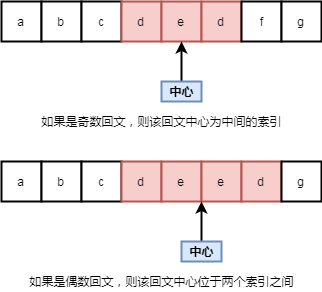 a b c d e d f g
中心
如果是奇数回文，则该回文中心为中间的索引
a b c d e e d g
中心
如果是偶数回文，则该回文中心位于两个索引之间